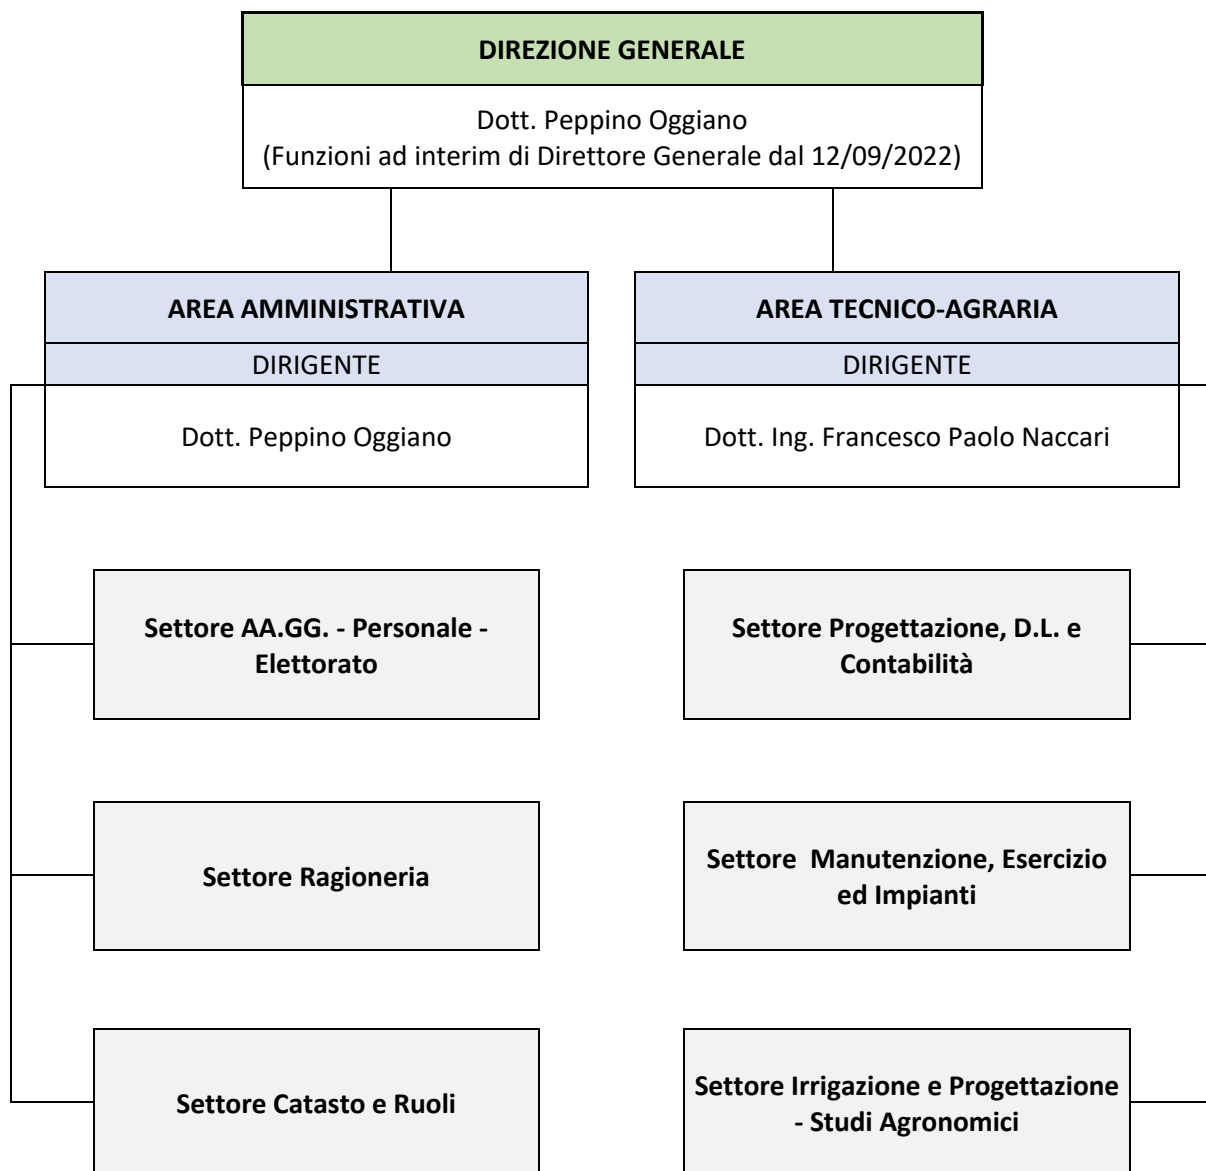 DIREZIONE GENERALE
Dott. Peppino Oggiano
(Funzioni ad interim di Direttore Generale dal 12/09/2022)
AREA AMMINISTRATIVA
DIRIGENTE
Dott. Peppino Oggiano
AREA TECNICO-AGRARIA
DIRIGENTE
Dott. Ing. Francesco Paolo Naccari
Settore AA.GG. - Personale -
Elettorato
Settore Progettazione, D.L. e
Contabilità
Settore Ragioneria
Settore  Manutenzione, Esercizio
ed Impianti
Settore Catasto e Ruoli
Settore Irrigazione e Progettazione
- Studi Agronomici